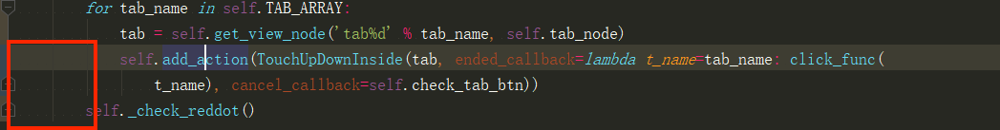 for tab_name in self.TAB_ARRAY:
tab = self.get_view_node('tab%d' % tab_name, self.tab_node)
self.add_action(TouchUpDownInside(tab, ended_callback=lambda t_name=tab_name: click_func(
t_name), cancel_callback=self.check_tab_btn))
self._check_reddot()